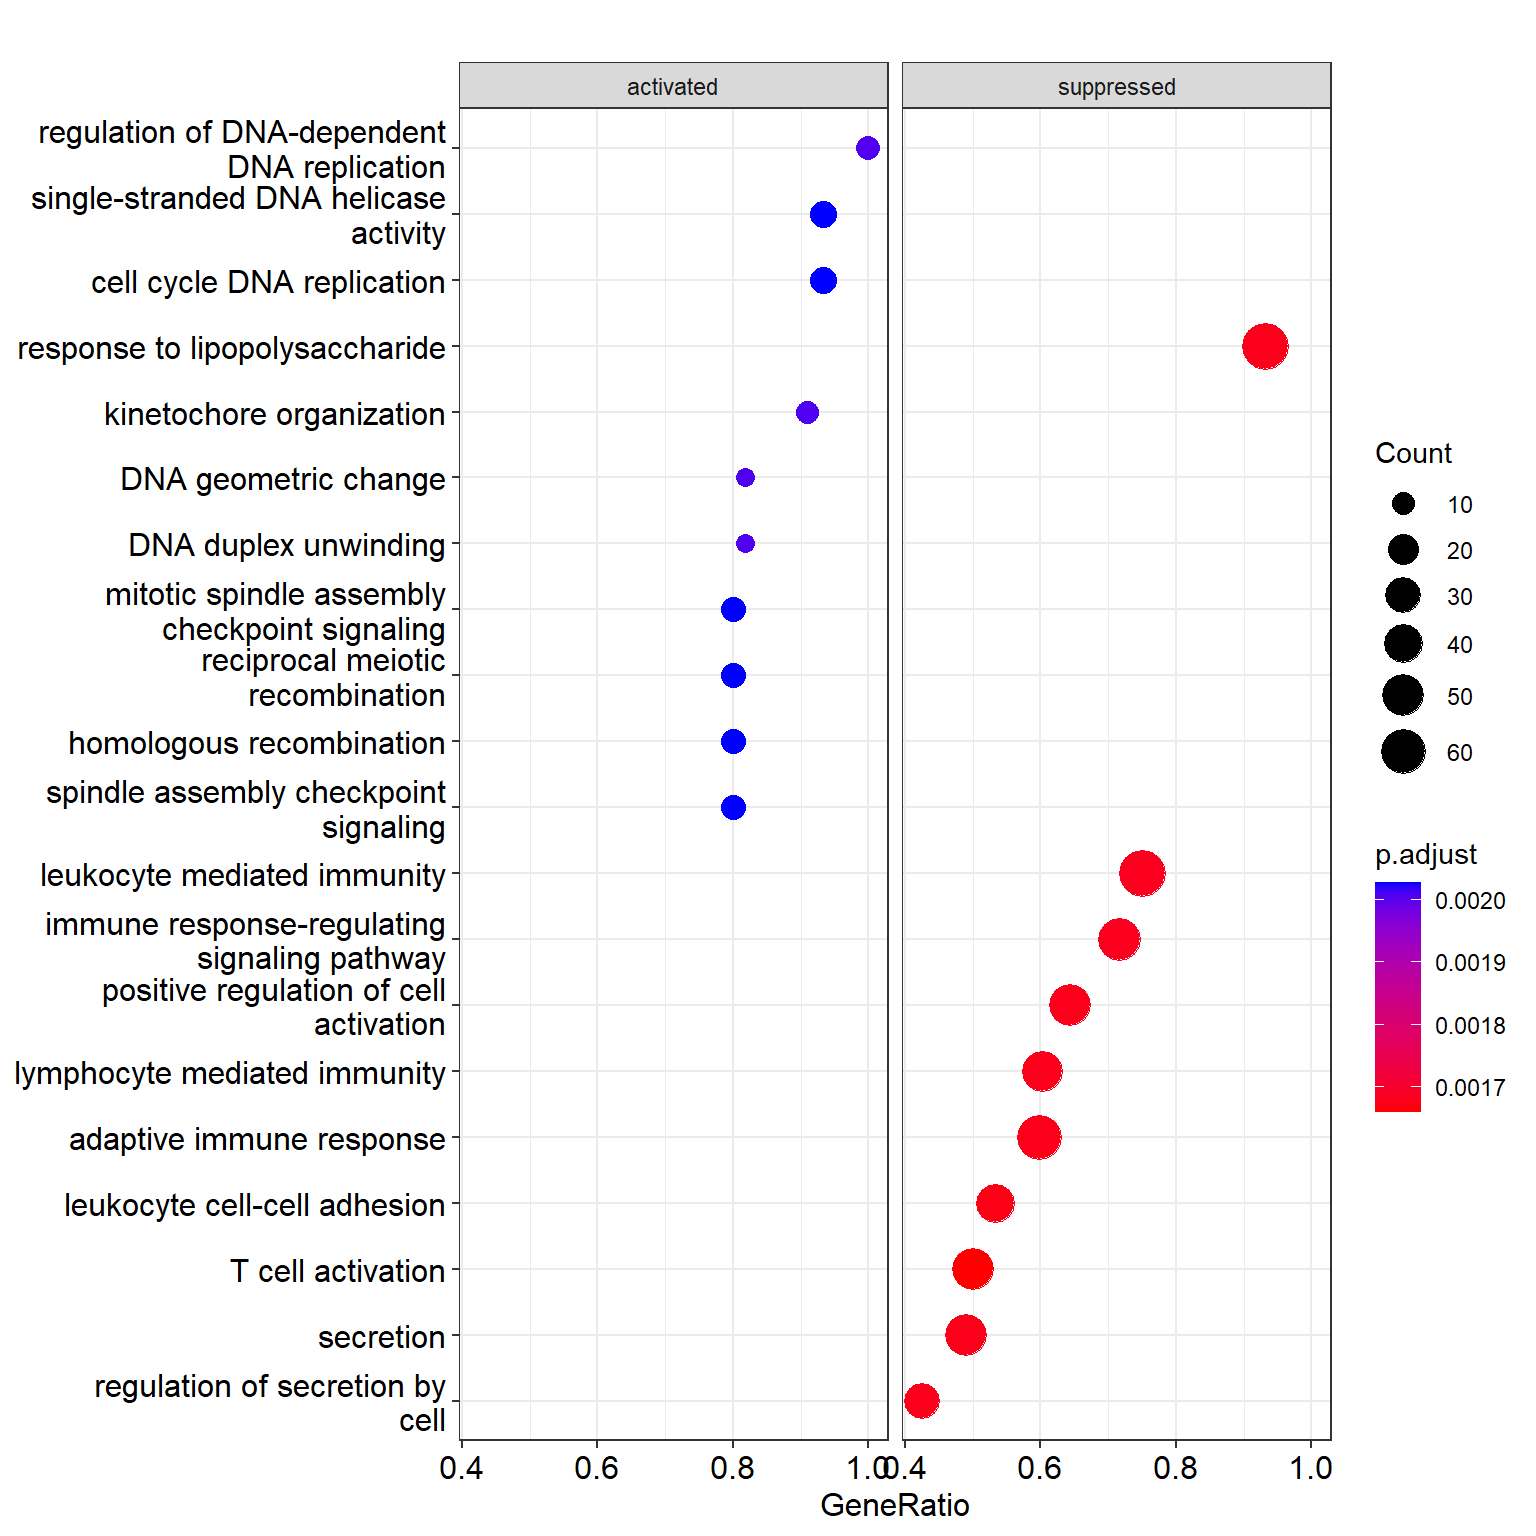 activated
suppressed
regulation of DNA-dependent
DNA replication
single-stranded DNA helicase
activity
cell cycle DNA replication
response to lipopolysaccharide
kinetochore organization
DNA geometric change
DNA duplex unwinding
mitotic spindle assembly
checkpoint signaling
reciprocal meiotic
recombination
homologous recombination
spindle assembly checkpoint
signaling
leukocyte mediated immunity
immune response-regulating
signaling pathway
positive regulation of cell
activation
lymphocyte mediated immunity
adaptive immune response
leukocyte cell-cell adhesion
T cell activation
secretion
regulation of secretion by
cell
0.4 0.6 0.8 1.0 0.4 0.6 0.8 1.0
GeneRatio
Count
10
20
30
40
50
60
p.adjust
0.0020
0.0019
0.0018
0.0017